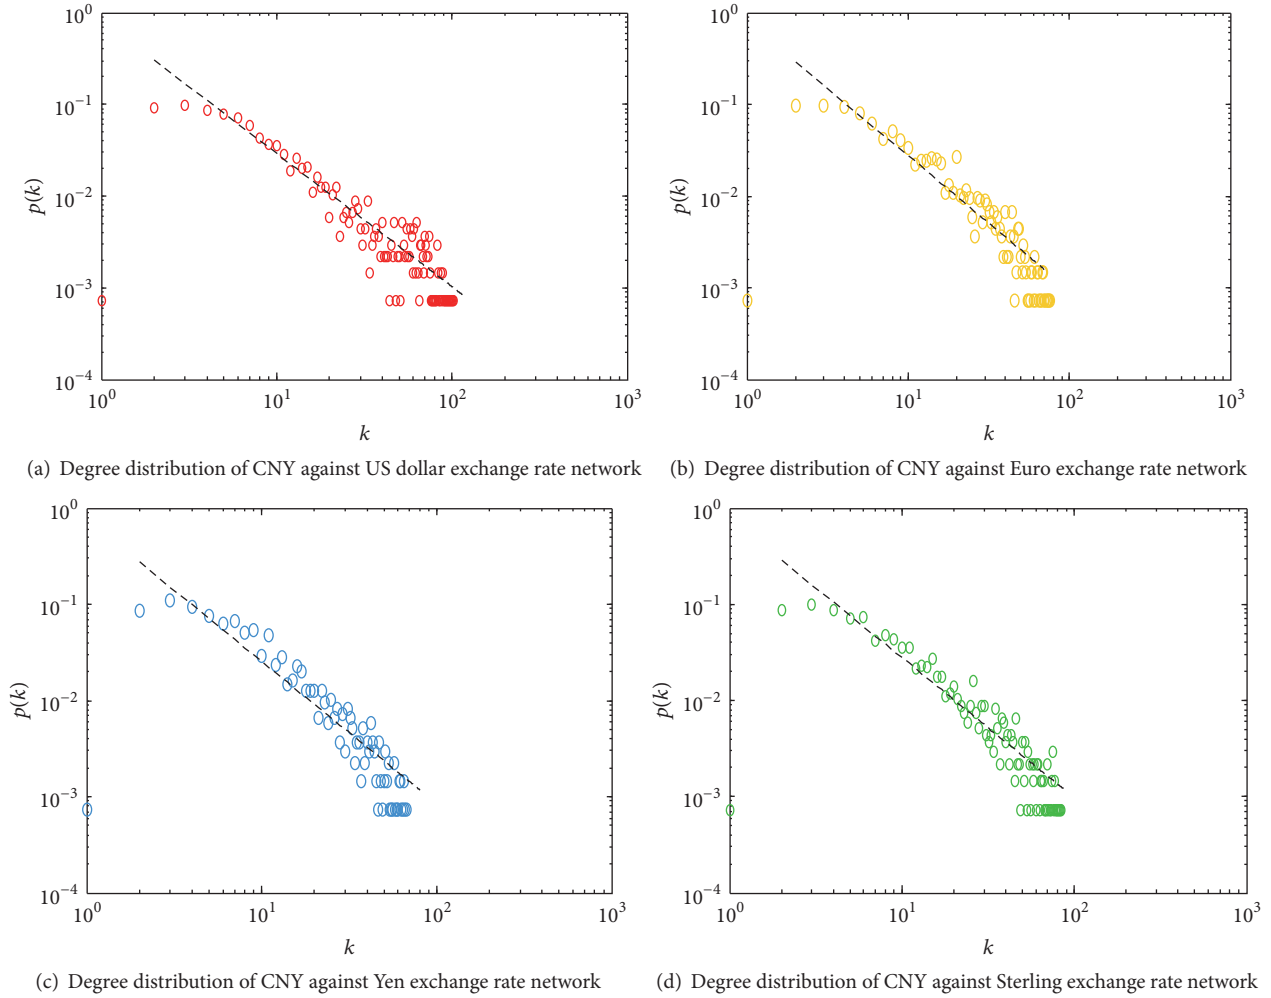 10^0
10^−1
10^−2
10^−3
10^−4
p(k)
10^0 10^1 10^2 10^3
k
(a) Degree distribution of CNY against US dollar exchange rate network
10^0
10^−1
10^−2
10^−3
10^−4
p(k)
10^0 10^1 10^2 10^3
k
(b) Degree distribution of CNY against Euro exchange rate network
10^0
10^−1
10^−2
10^−3
10^−4
p(k)
10^0 10^1 10^2 10^3
k
(c) Degree distribution of CNY against Yen exchange rate network
10^0
10^−1
10^−2
10^−3
10^−4
p(k)
10^0 10^1 10^2 10^3
k
(d) Degree distribution of CNY against Sterling exchange rate network